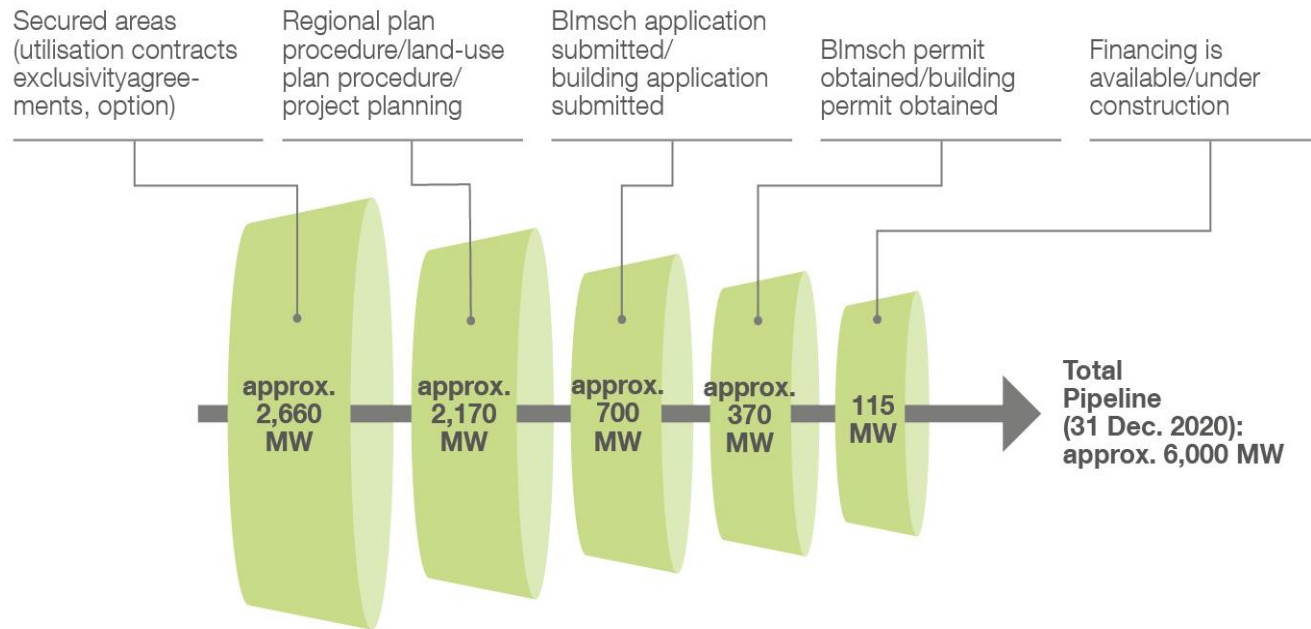 Secured areas
(utilisation contracts
exclusivityagree-
ments, option)
Regional plan
procedure/land-use
plan procedure/
project planning
BImsch application
submitted/
building application
submitted
BImsch permit
obtained/building
permit obtained
Financing is
available/under
construction
approx.
2,660
MW
approx.
2,170
MW
approx.
700
MW
approx.
370
MW
115
MW
Total
Pipeline
(31 Dec. 2020):
approx. 6,000 MW